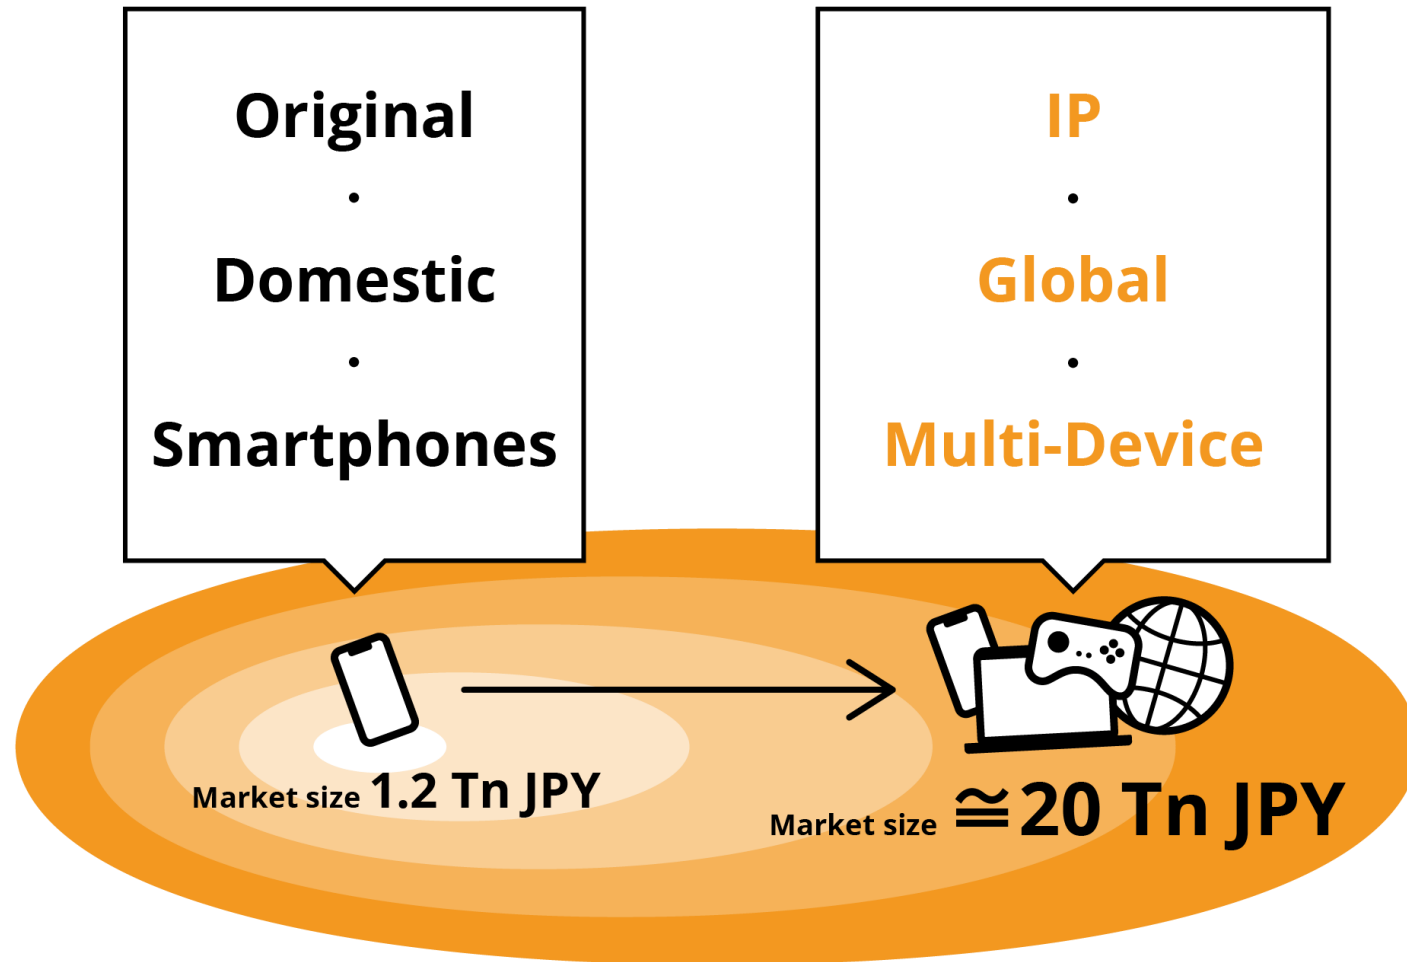 Original
・
Domestic
・
Smartphones
IP
・
Global
・
Multi-Device
Market size 1.2 Tn JPY
Market size ≅20 Tn JPY